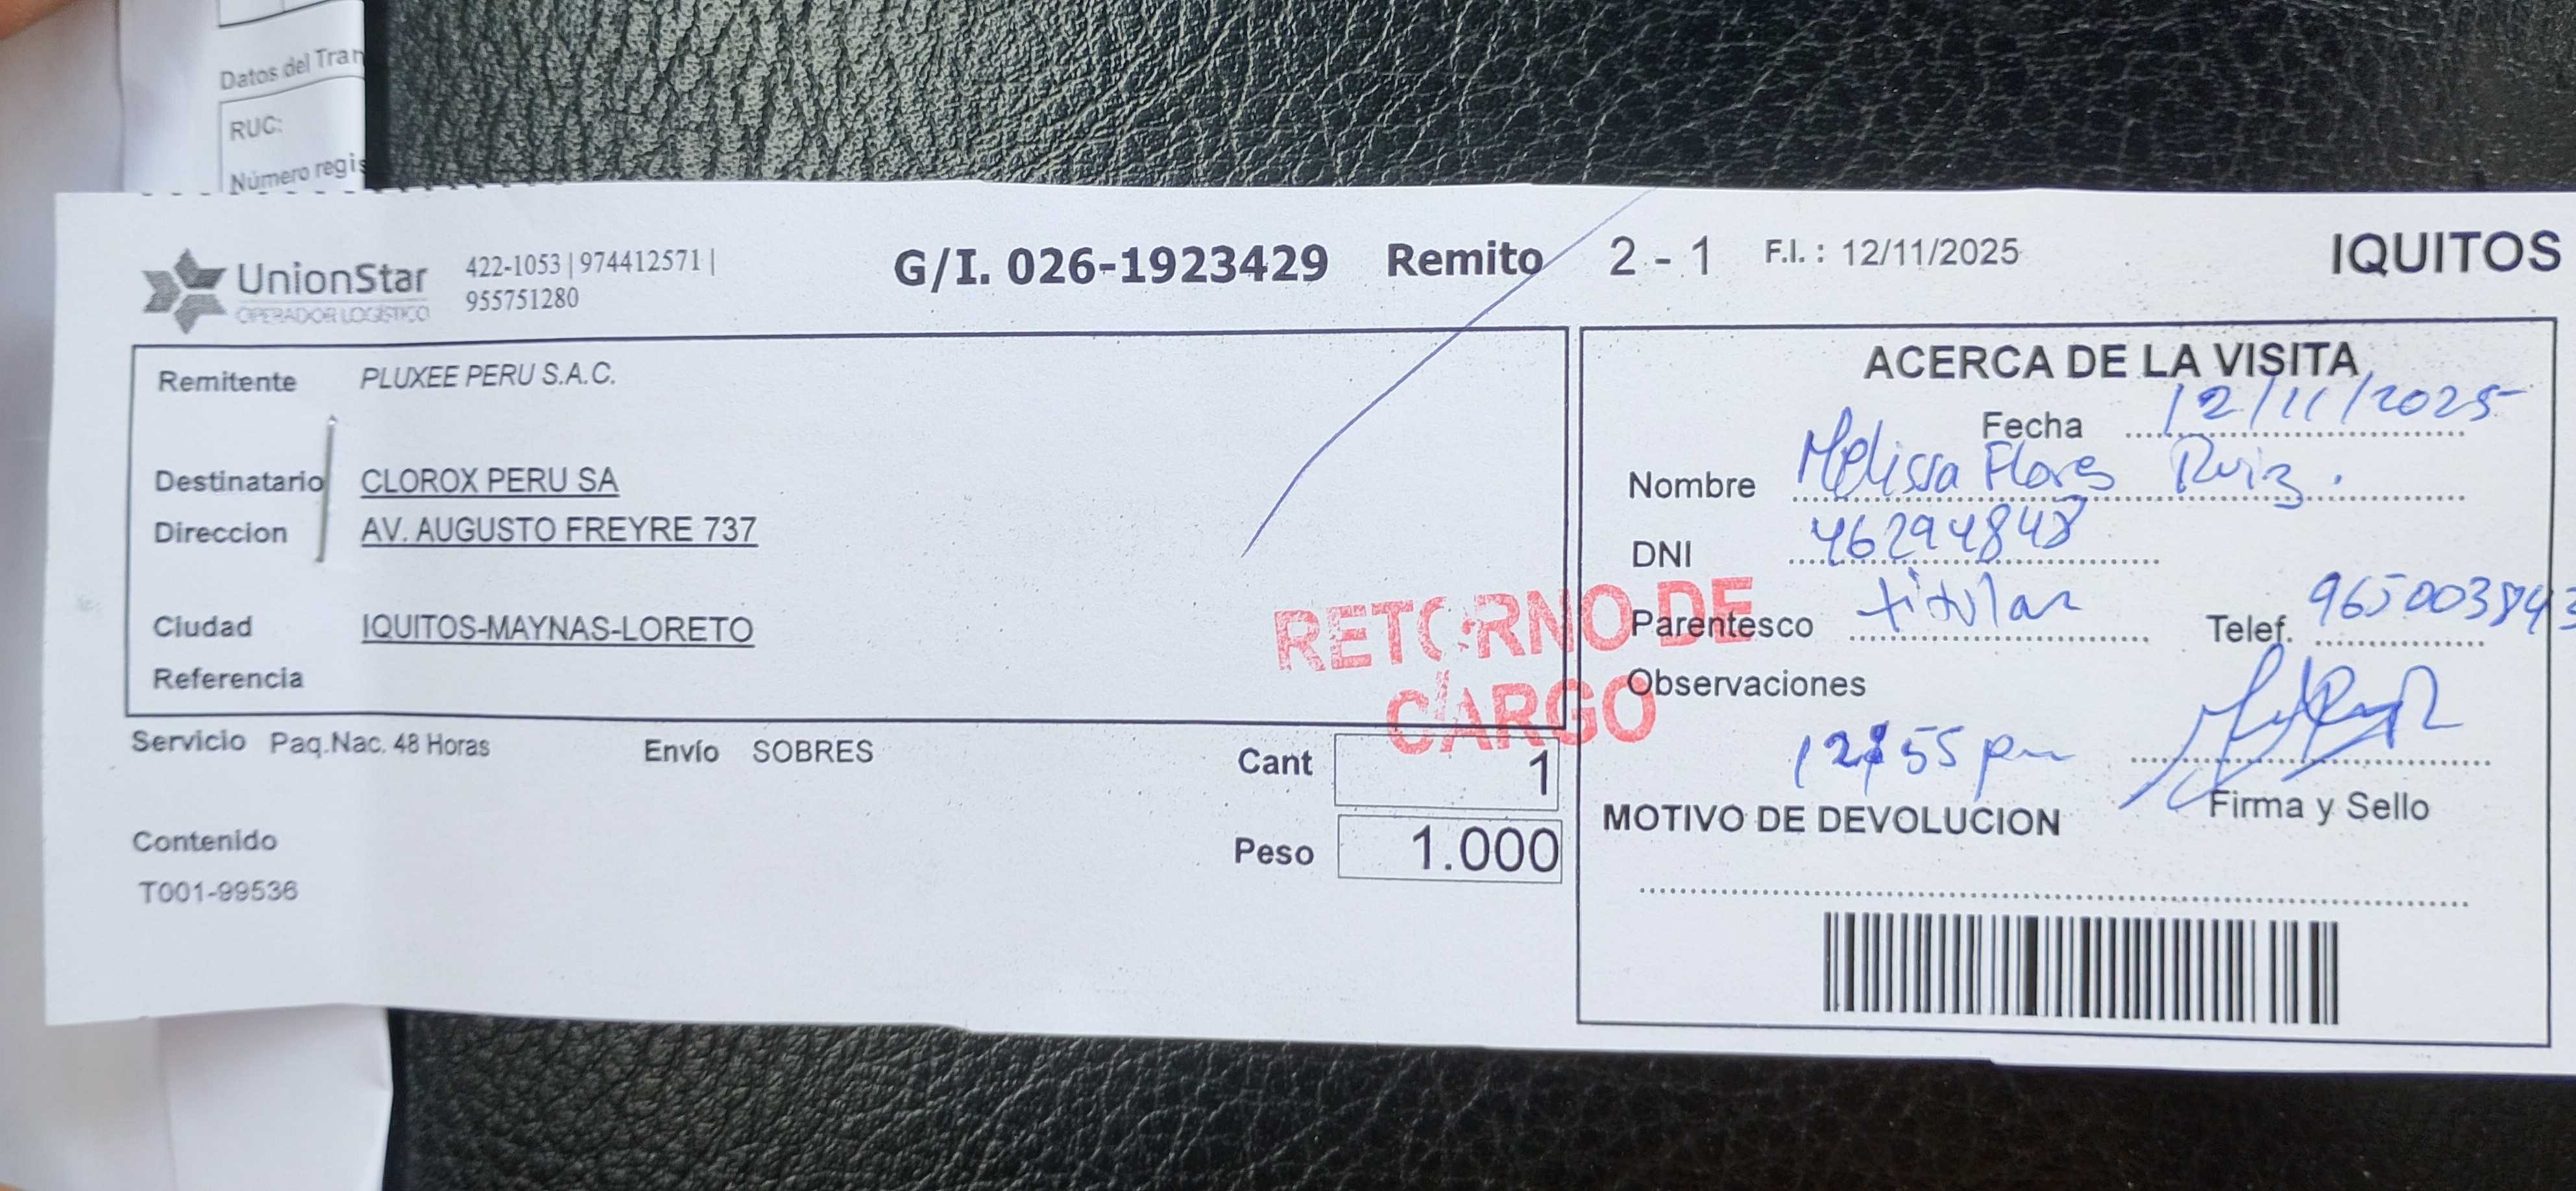 Datos del Tran
RUC:
Número regis
UnionStar
OPERADOR LOGÍSTICO
422-1053 | 974412571 |
955751280
G/I. 026-1923429 Remito 2 - 1 F.I. : 12/11/2025 IQUITOS
Remitente PLUXEE PERU S.A.C.
Destinatario CLOROX PERU SA
Direccion AV. AUGUSTO FREYRE 737
Ciudad IQUITOS-MAYNAS-LORETO
Referencia
RETORNO DE
CARGO
Servicio Paq.Nac. 48 Horas Envío SOBRES Cant 1
Peso 1.000
Contenido
T001-99536
ACERCA DE LA VISITA
Fecha 12/11/2025
Nombre Melissa Flores Ruiz.
DNI 46294848
Parentesco titular Telef. 965003843
Observaciones
12:55 pm
Firma y Sello
MOTIVO DE DEVOLUCION